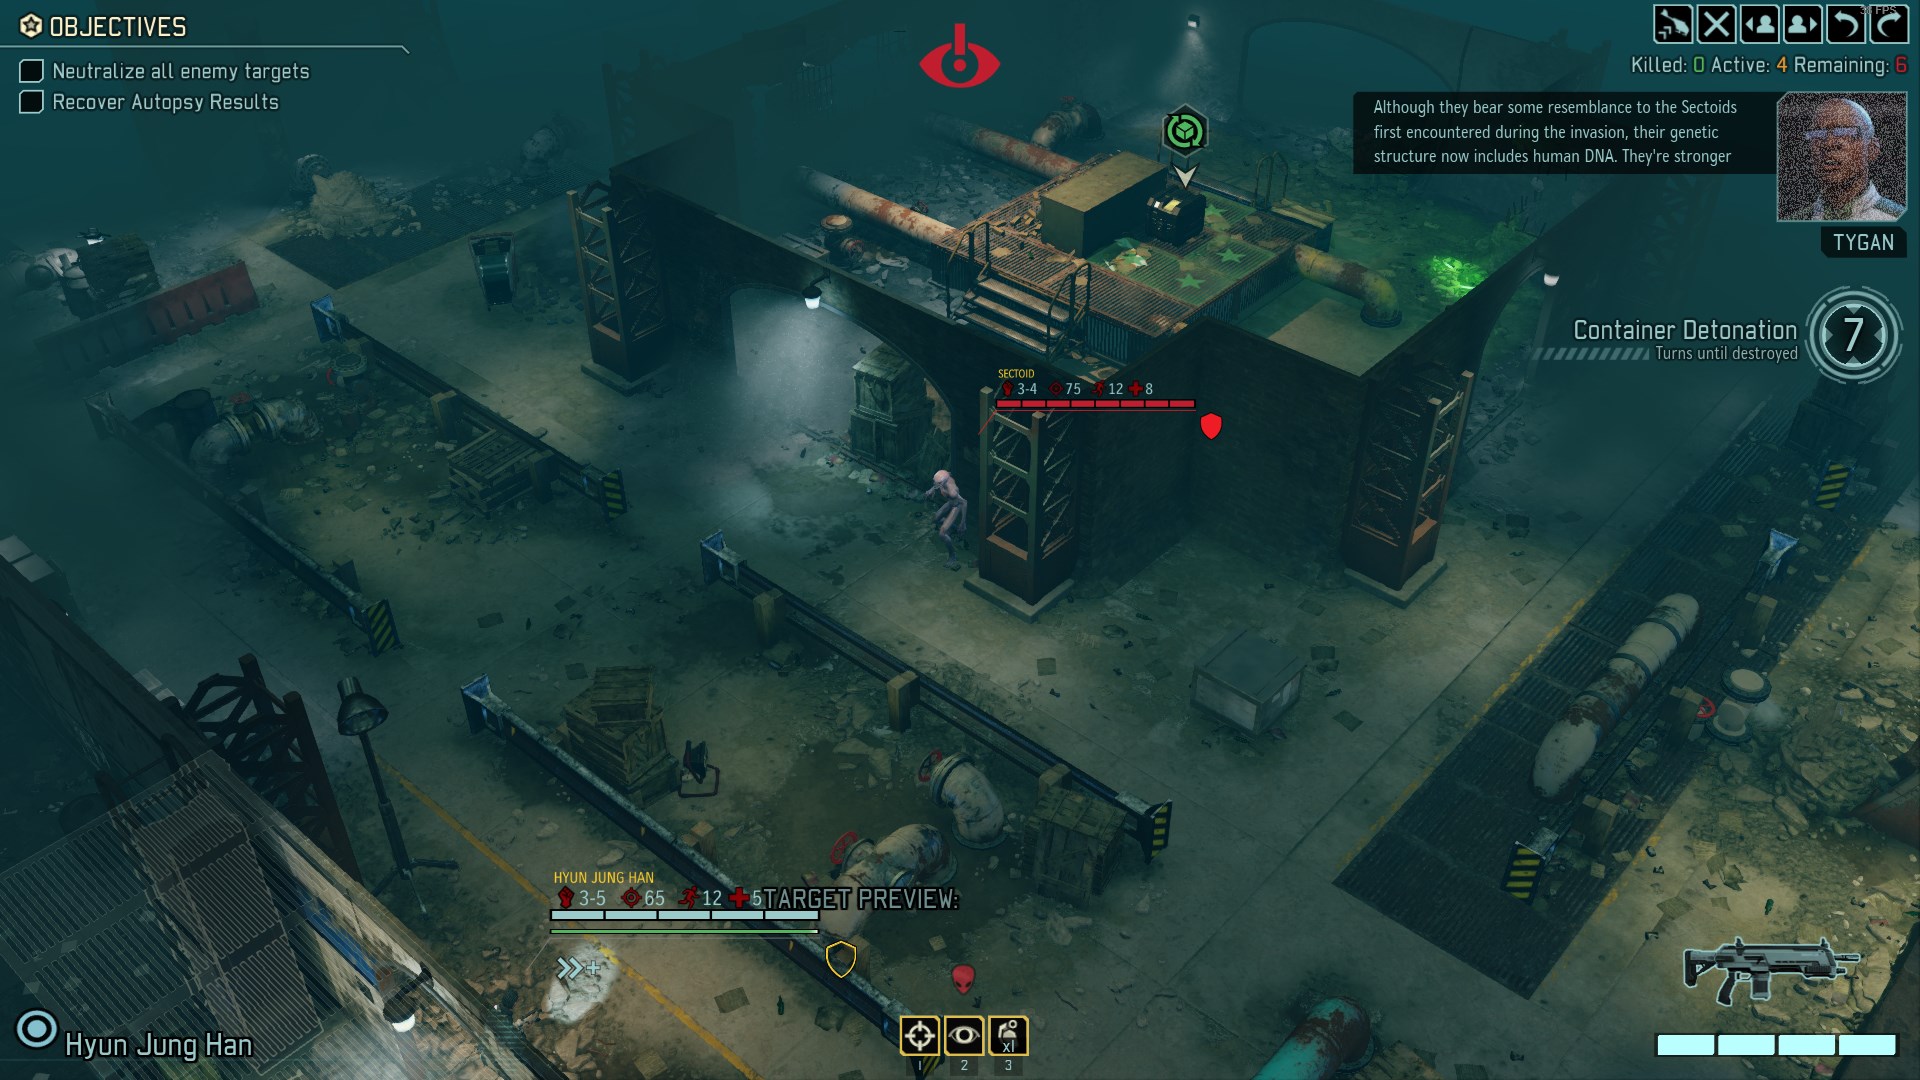 OBJECTIVES
Neutralize all enemy targets
Recover Autopsy Results
FPS
Killed: 0 Active: 4 Remaining: 6
Although they bear some resemblance to the Sectoids
first encountered during the invasion, their genetic
structure now includes human DNA. They're stronger
TYGAN
Container Detonation
Turns until destroyed
7
SECTOID
3-4 75 12 8
HYUN JUNG HAN
3-5 65 12 5
TARGET PREVIEW:
Hyun Jung Han
x1
1 2 3